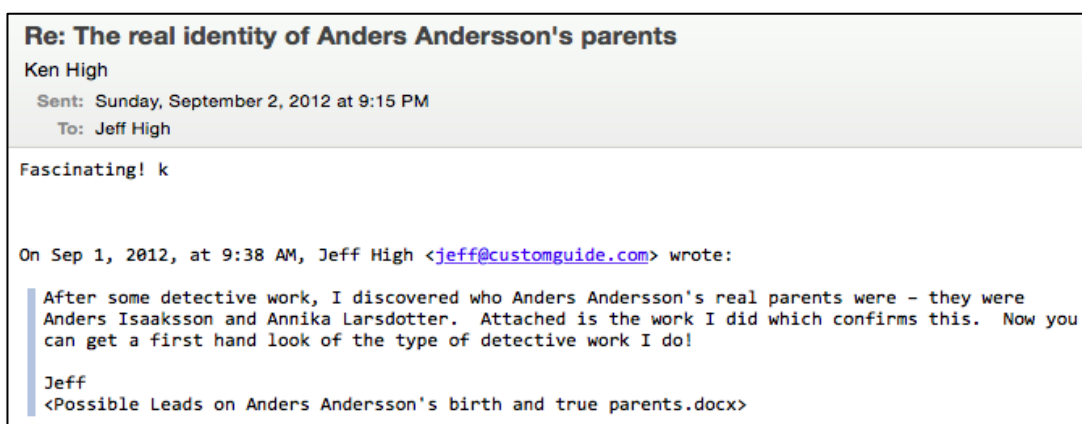 Re: The real identity of Anders Andersson's parents
Ken High
Sent: Sunday, September 2, 2012 at 9:15 PM
To: Jeff High
Fascinating! k
On Sep 1, 2012, at 9:38 AM, Jeff High <jeff@customguide.com> wrote:
After some detective work, I discovered who Anders Andersson's real parents were – they were
Anders Isaaksson and Annika Larsdotter.  Attached is the work I did which confirms this.  Now you
can get a first hand look of the type of detective work I do!
Jeff
<Possible Leads on Anders Andersson's birth and true parents.docx>